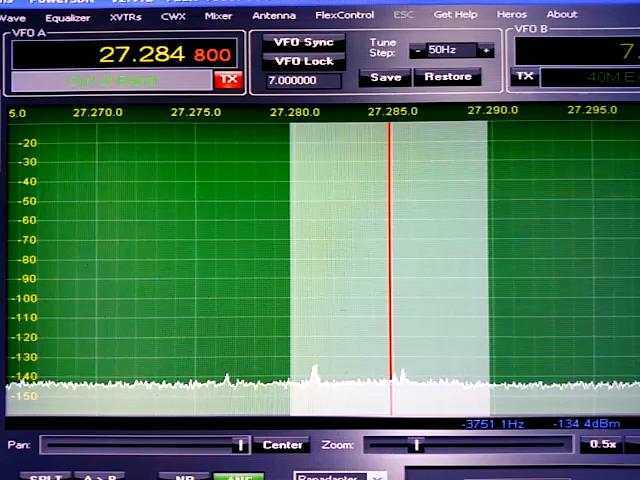 Wave Equalizer XVTRs CWX Mixer Antenna FlexControl ESC Get Help Heros About
VFO A
27.284 800
Out of Band TX
VFO Sync
VFO Lock
7.000000
Tune Step: - 50Hz +
Save Restore
VFO B
7.
TX 40M E
5.0 27.270.0 27.275.0 27.280.0 27.285.0 27.290.0 27.295.0
-20
-30
-40
-50
-60
-70
-80
-90
-100
-110
-120
-130
-140
-150
-3751.1Hz -134.4dBm
Pan: Center Zoom: 0.5x
SPLT A > B NR ANF Panadapter